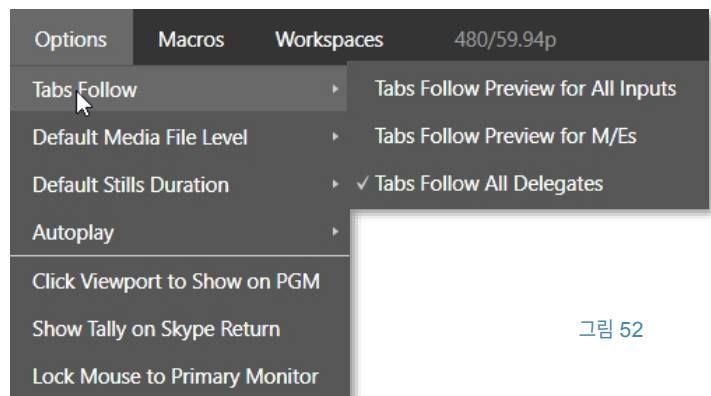 Options Macros Workspaces 480/59.94p
Tabs Follow
Tabs Follow Preview for All Inputs
Default Media File Level
Tabs Follow Preview for M/Es
Default Stills Duration
✓ Tabs Follow All Delegates
Autoplay
Click Viewport to Show on PGM
Show Tally on Skype Return
그림 52
Lock Mouse to Primary Monitor